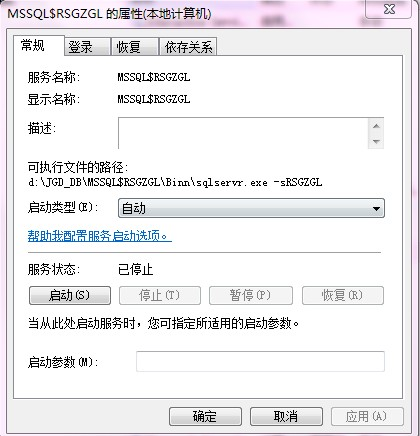 MSSQL$RSGZGL 的属性(本地计算机)
常规 登录 恢复 依存关系
服务名称: MSSQL$RSGZGL
显示名称: MSSQL$RSGZGL
描述:
可执行文件的路径:
d:\JGD_DB\MSSQL$RSGZGL\Binn\sqlservr.exe -sRSGZGL
启动类型(E): 自动
帮助我配置服务启动选项。
服务状态: 已停止
启动(S) 停止(T) 暂停(P) 恢复(R)
当从此处启动服务时，您可指定所适用的启动参数。
启动参数(M):
确定 取消 应用(A)